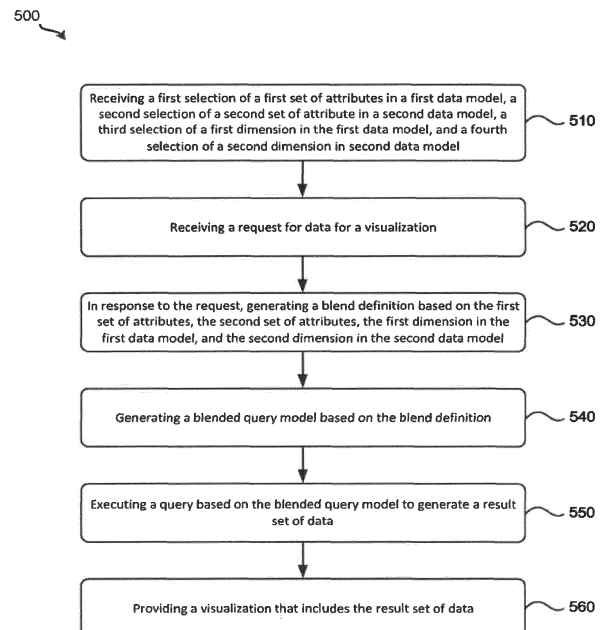 500
Receiving a first selection of a first set of attributes in a first data model, a
second selection of a second set of attribute in a second data model, a
third selection of a first dimension in the first data model, and a fourth
selection of a second dimension in second data model
510
Receiving a request for data for a visualization
520
In response to the request, generating a blend definition based on the first
set of attributes, the second set of attributes, the first dimension in the
first data model, and the second dimension in the second data model
530
Generating a blended query model based on the blend definition
540
Executing a query based on the blended query model to generate a result
set of data
550
Providing a visualization that includes the result set of data
560